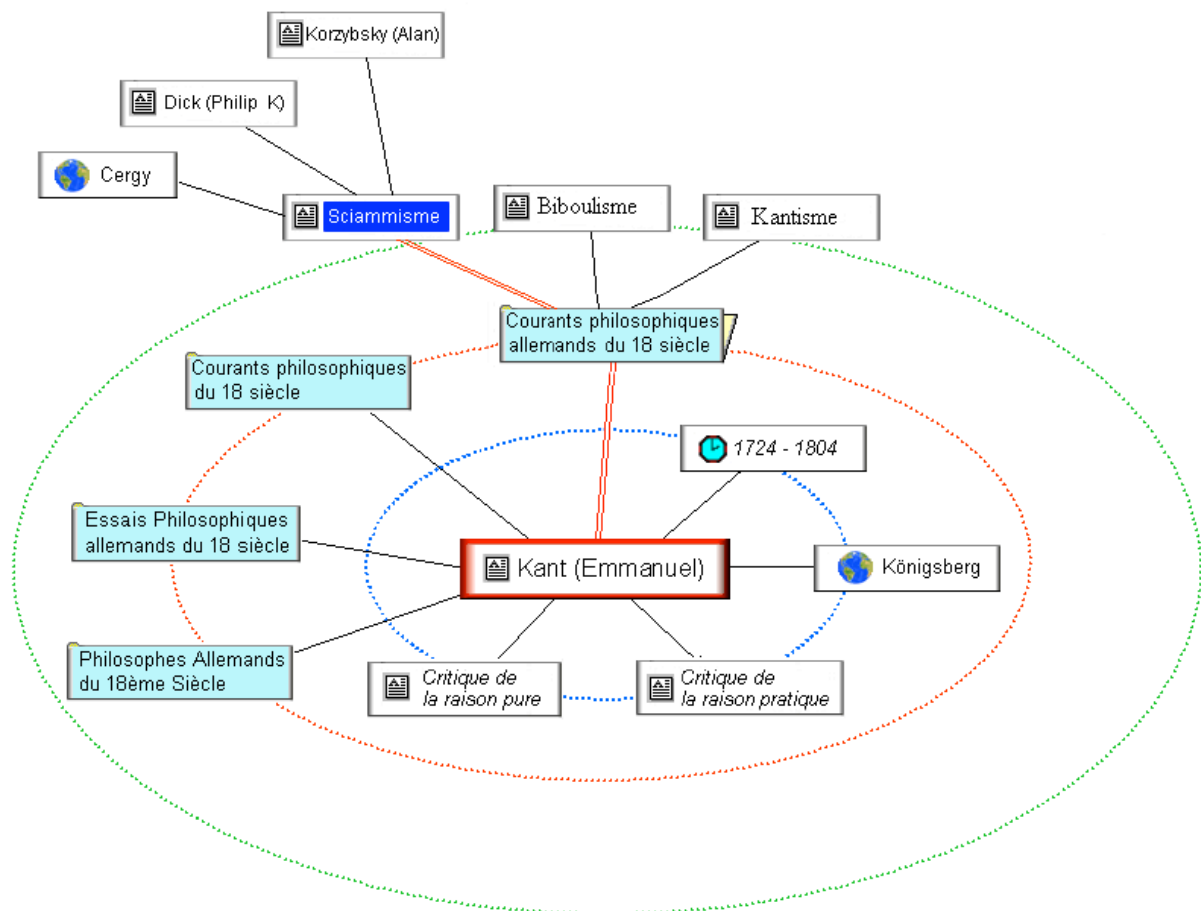 Korzybsky (Alan)
Dick (Philip K)
Cergy
Sciammisme
Biboulisme
Kantisme
Courants philosophiques
allemands du 18 siècle
Courants philosophiques
du 18 siècle
1724 - 1804
Essais Philosophiques
allemands du 18 siècle
Kant (Emmanuel)
Königsberg
Philosophes Allemands
du 18ème Siècle
Critique de
la raison pure
Critique de
la raison pratique